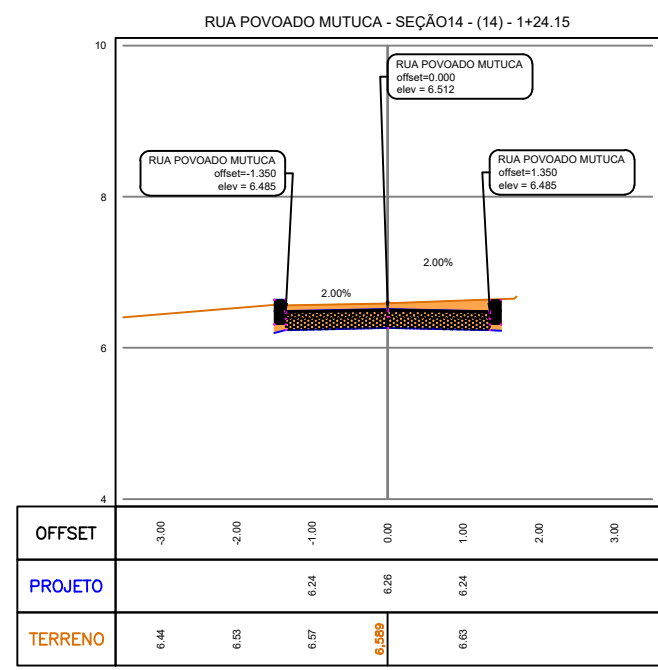 RUA POVOADO MUTUCA - SEÇÃO14 - (14) - 1+24.15
10
RUA POVOADO MUTUCA
offset=0.000
elev = 6.512
RUA POVOADO MUTUCA
offset=-1.350
elev = 6.485
RUA POVOADO MUTUCA
offset=1.350
elev = 6.485
8
2.00%
2.00%
6
4
OFFSET -3.00 -2.00 -1.00 0.00 1.00 2.00 3.00
PROJETO 6.24 6.26 6.24
TERRENO 6.44 6.53 6.57 6,589 6.63